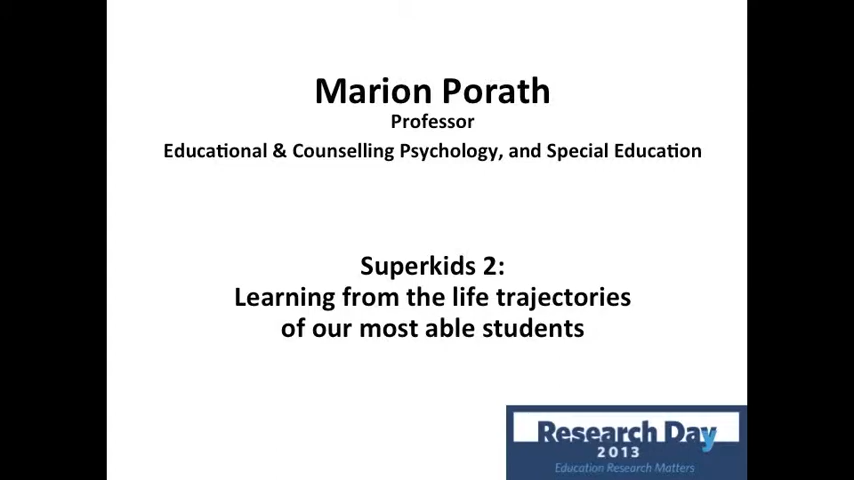 Marion Porath
Professor
Educational & Counselling Psychology, and Special Education
Superkids 2:
Learning from the life trajectories
of our most able students
Research Day
2013
Education Research Matters